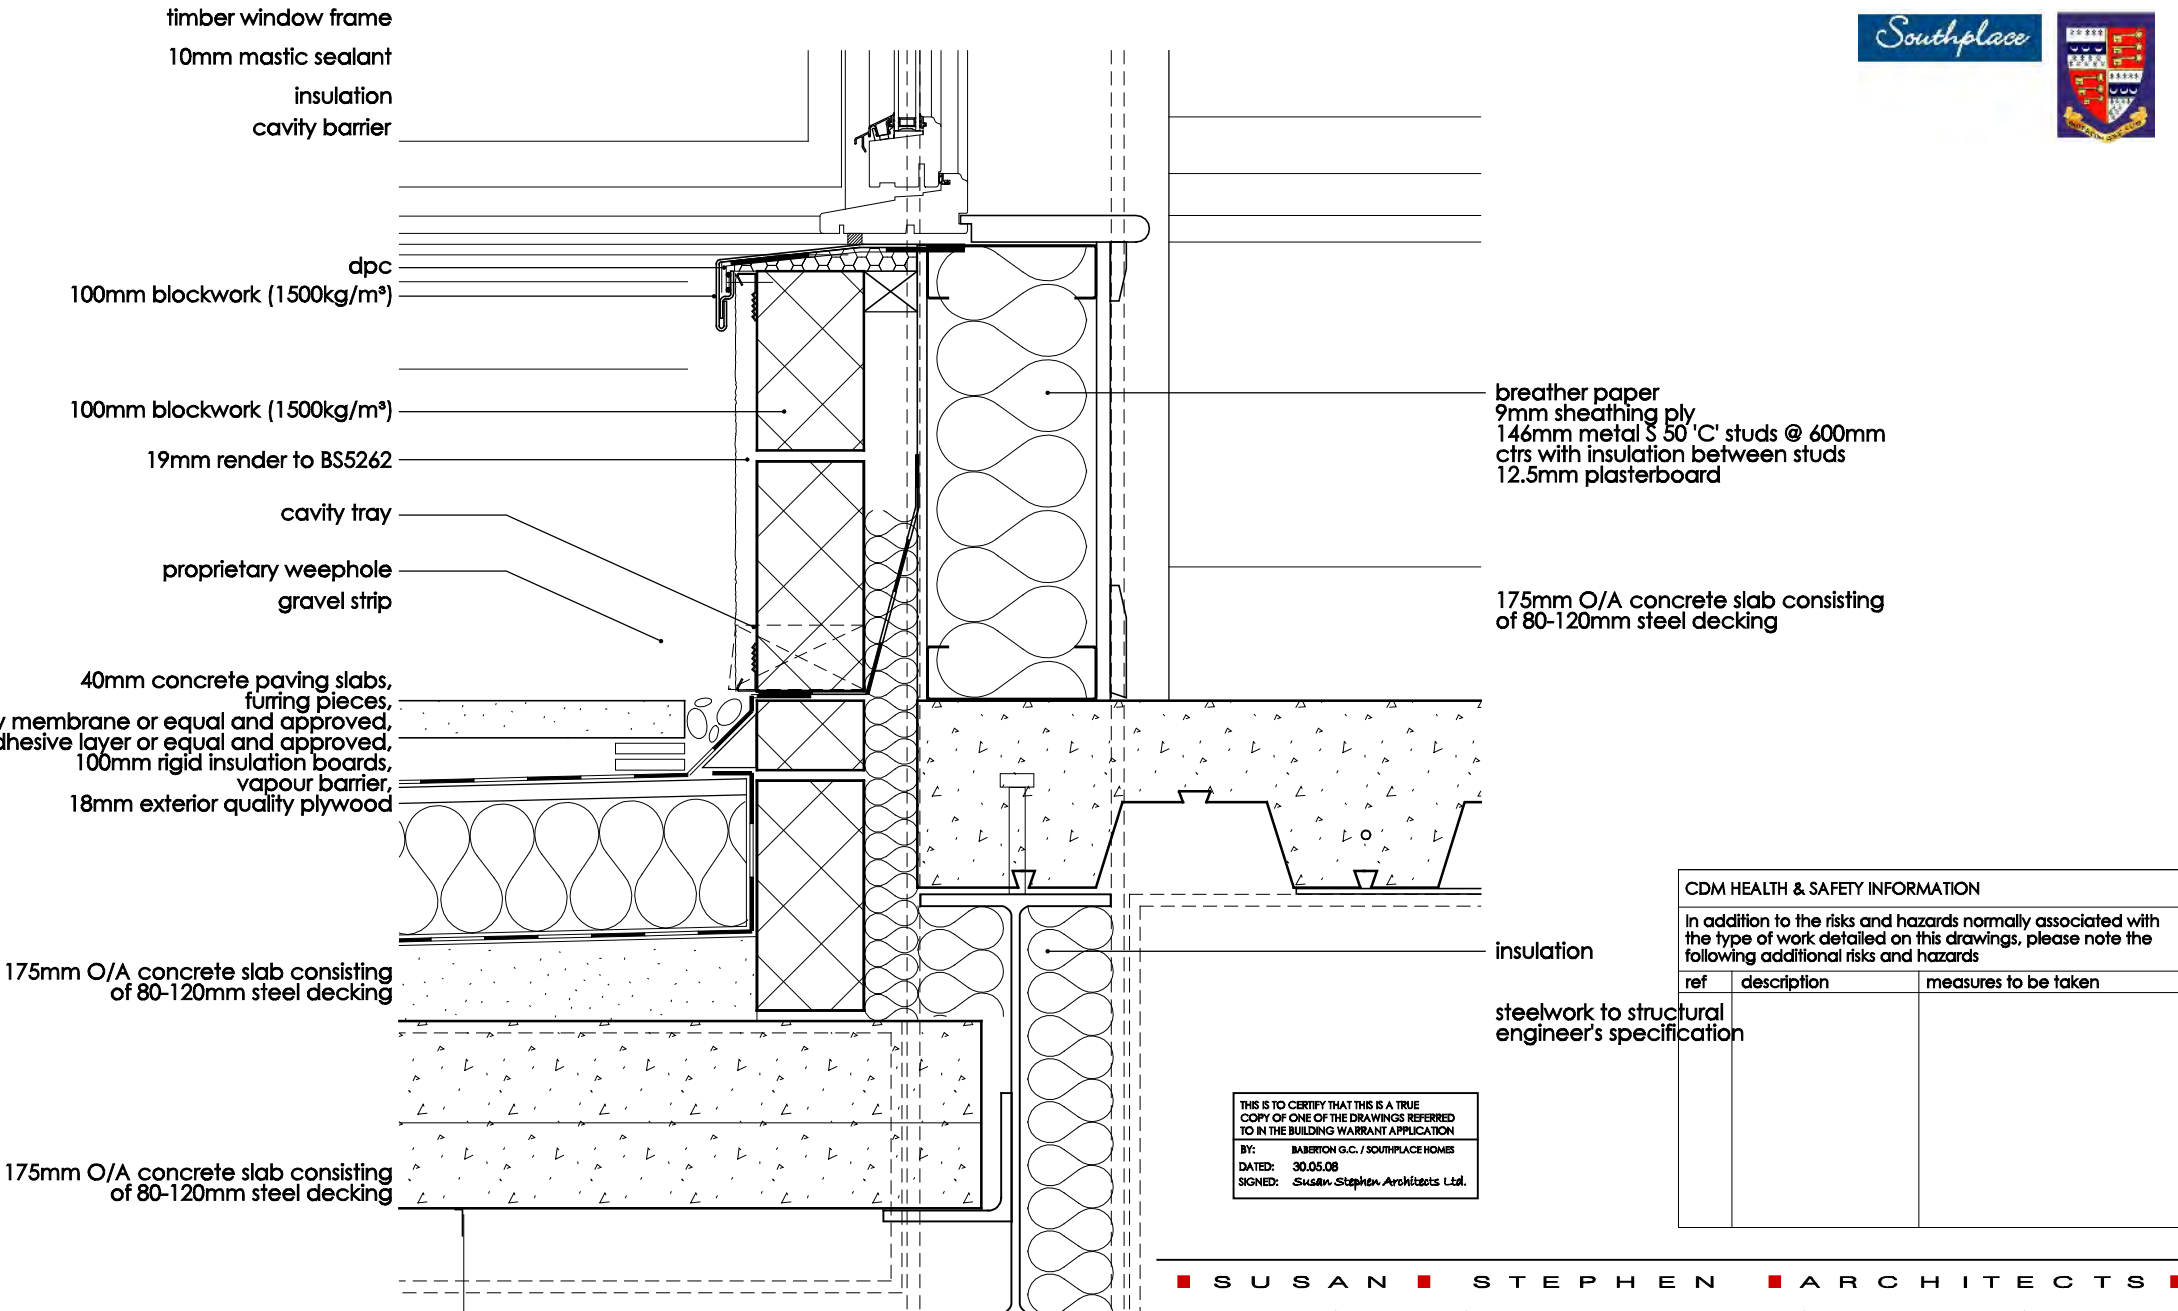 timber window frame
10mm mastic sealant
insulation
cavity barrier
dpc
100mm blockwork (1500kg/m³)
100mm blockwork (1500kg/m³)
19mm render to BS5262
cavity tray
proprietary weephole
gravel strip
40mm concrete paving slabs,
furring pieces,
membrane or equal and approved,
layer or equal and approved,
100mm rigid insulation boards,
vapour barrier,
18mm exterior quality plywood
175mm O/A concrete slab consisting
of 80-120mm steel decking
175mm O/A concrete slab consisting
of 80-120mm steel decking
Southplace
breather paper
9mm sheathing ply
146mm metal S 50 'C' studs @ 600mm
ctrs with insulation between studs
12.5mm plasterboard
175mm O/A concrete slab consisting
of 80-120mm steel decking
insulation
steelwork to structural
engineer's specification
CDM HEALTH & SAFETY INFORMATION
In addition to the risks and hazards normally associated with
the type of work detailed on this drawings, please note the
following additional risks and hazards
ref description measures to be taken
THIS IS TO CERTIFY THAT THIS IS A TRUE
COPY OF ONE OF THE DRAWINGS REFERRED
TO IN THE BUILDING WARRANT APPLICATION
BY: BABERTON G.C. / SOUTHPLACE HOMES
DATED: 30.05.08
SIGNED: Susan Stephen Architects Ltd.
SUSAN STEPHEN ARCHITECTS